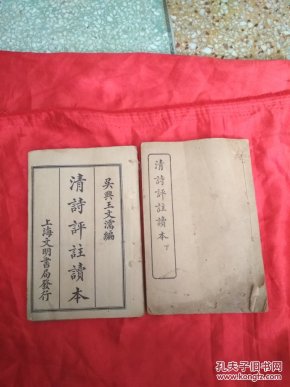 吳興王文濡編
清詩評註讀本
上海文明書局發行
清詩評註讀本 下
孔夫子旧书网